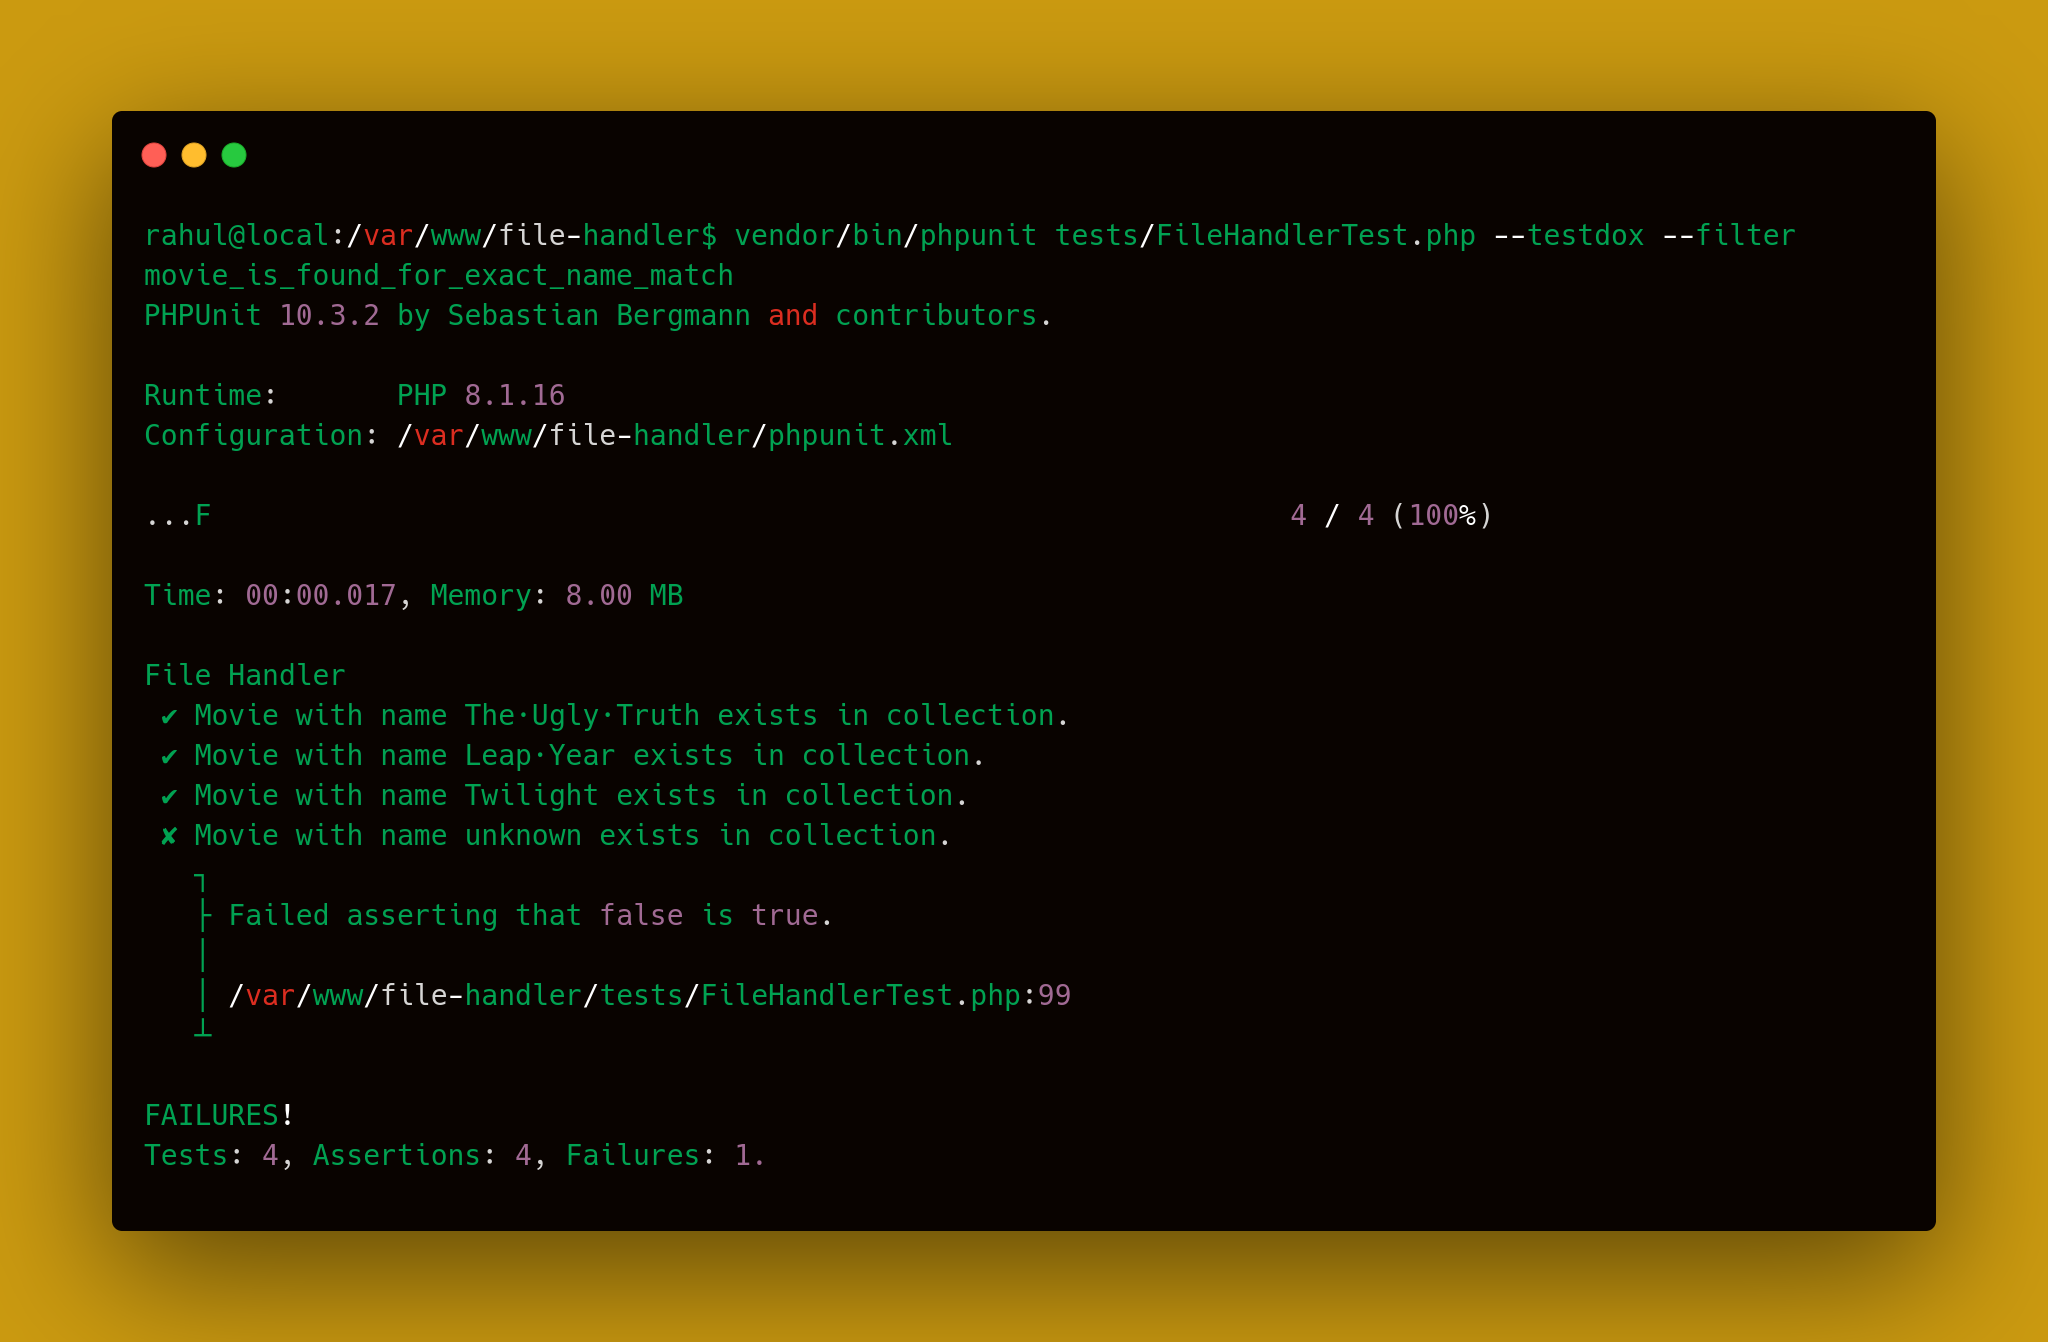 rahul@local:/var/www/file-handler$ vendor/bin/phpunit tests/FileHandlerTest.php --testdox --filter
movie_is_found_for_exact_name_match
PHPUnit 10.3.2 by Sebastian Bergmann and contributors.
Runtime:       PHP 8.1.16
Configuration: /var/www/file-handler/phpunit.xml
...F                                                                4 / 4 (100%)
Time: 00:00.017, Memory: 8.00 MB
File Handler
 ✔ Movie with name The·Ugly·Truth exists in collection.
 ✔ Movie with name Leap·Year exists in collection.
 ✔ Movie with name Twilight exists in collection.
 ✘ Movie with name unknown exists in collection.
   ┐
   ├ Failed asserting that false is true.
   │
   │ /var/www/file-handler/tests/FileHandlerTest.php:99
   ┴
FAILURES!
Tests: 4, Assertions: 4, Failures: 1.